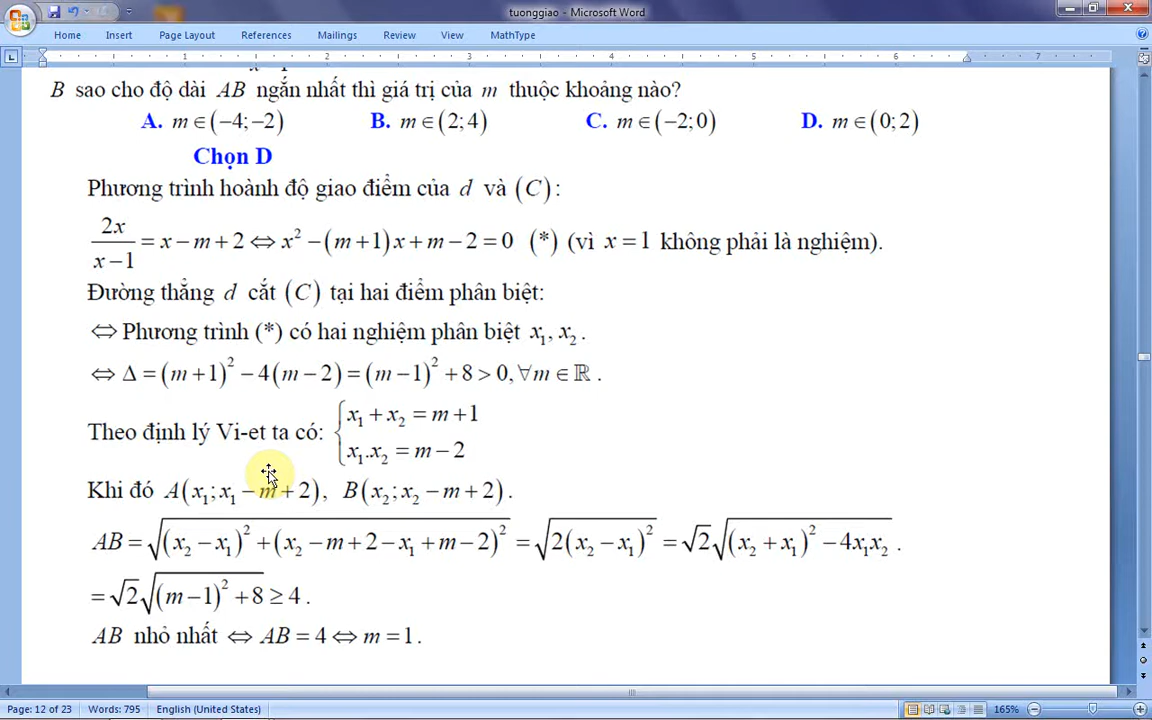 tuonggiao - Microsoft Word
Home Insert Page Layout References Mailings Review View MathType
1 2 3 4 5 6 7
B sao cho độ dài AB ngắn nhất thì giá trị của m thuộc khoảng nào?
A. m ∈ (−4;−2) B. m ∈ (2;4) C. m ∈ (−2;0) D. m ∈ (0;2)
Chọn D
Phương trình hoành độ giao điểm của d và (C):
2x/(x−1) = x − m + 2 ⇔ x² − (m+1)x + m − 2 = 0 (*) (vì x = 1 không phải là nghiệm).
Đường thẳng d cắt (C) tại hai điểm phân biệt:
⇔ Phương trình (*) có hai nghiệm phân biệt x₁, x₂.
⇔ Δ = (m+1)² − 4(m−2) = (m−1)² + 8 > 0, ∀m ∈ ℝ.
Theo định lý Vi-et ta có: { x₁ + x₂ = m + 1
x₁.x₂ = m − 2
Khi đó A(x₁; x₁ − m + 2), B(x₂; x₂ − m + 2).
AB = √((x₂ − x₁)² + (x₂ − m + 2 − x₁ + m − 2)²) = √(2(x₂ − x₁)²) = √2√((x₂ + x₁)² − 4x₁x₂).
= √2√((m−1)² + 8) ≥ 4.
AB nhỏ nhất ⇔ AB = 4 ⇔ m = 1.
Page: 12 of 23 Words: 795 English (United States) 165%